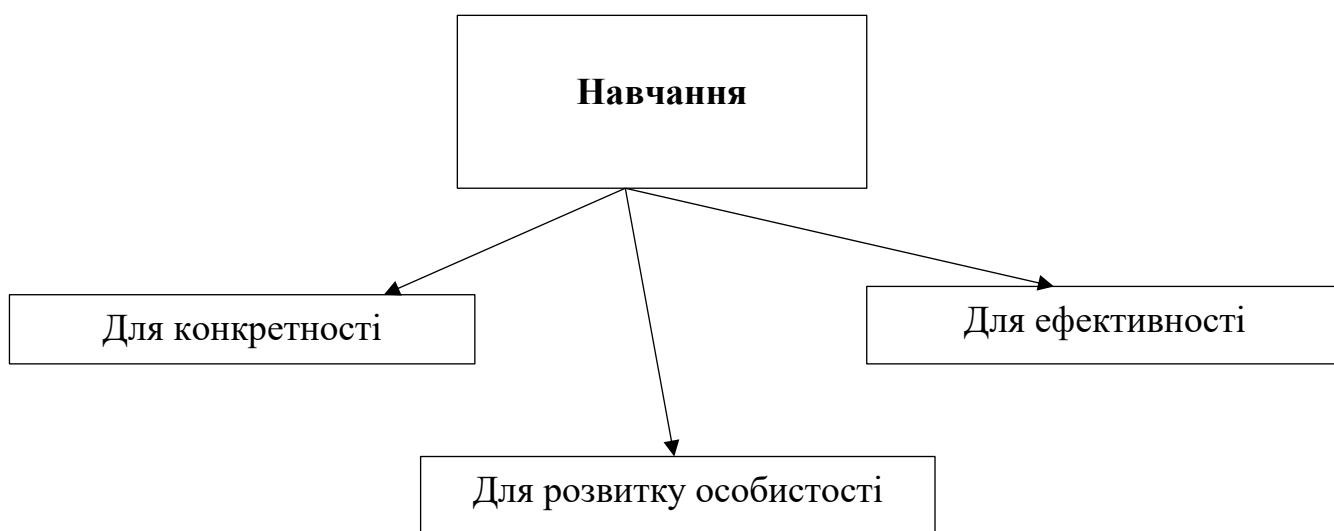 Навчання
Для конкретності
Для ефективності
Для розвитку особистості